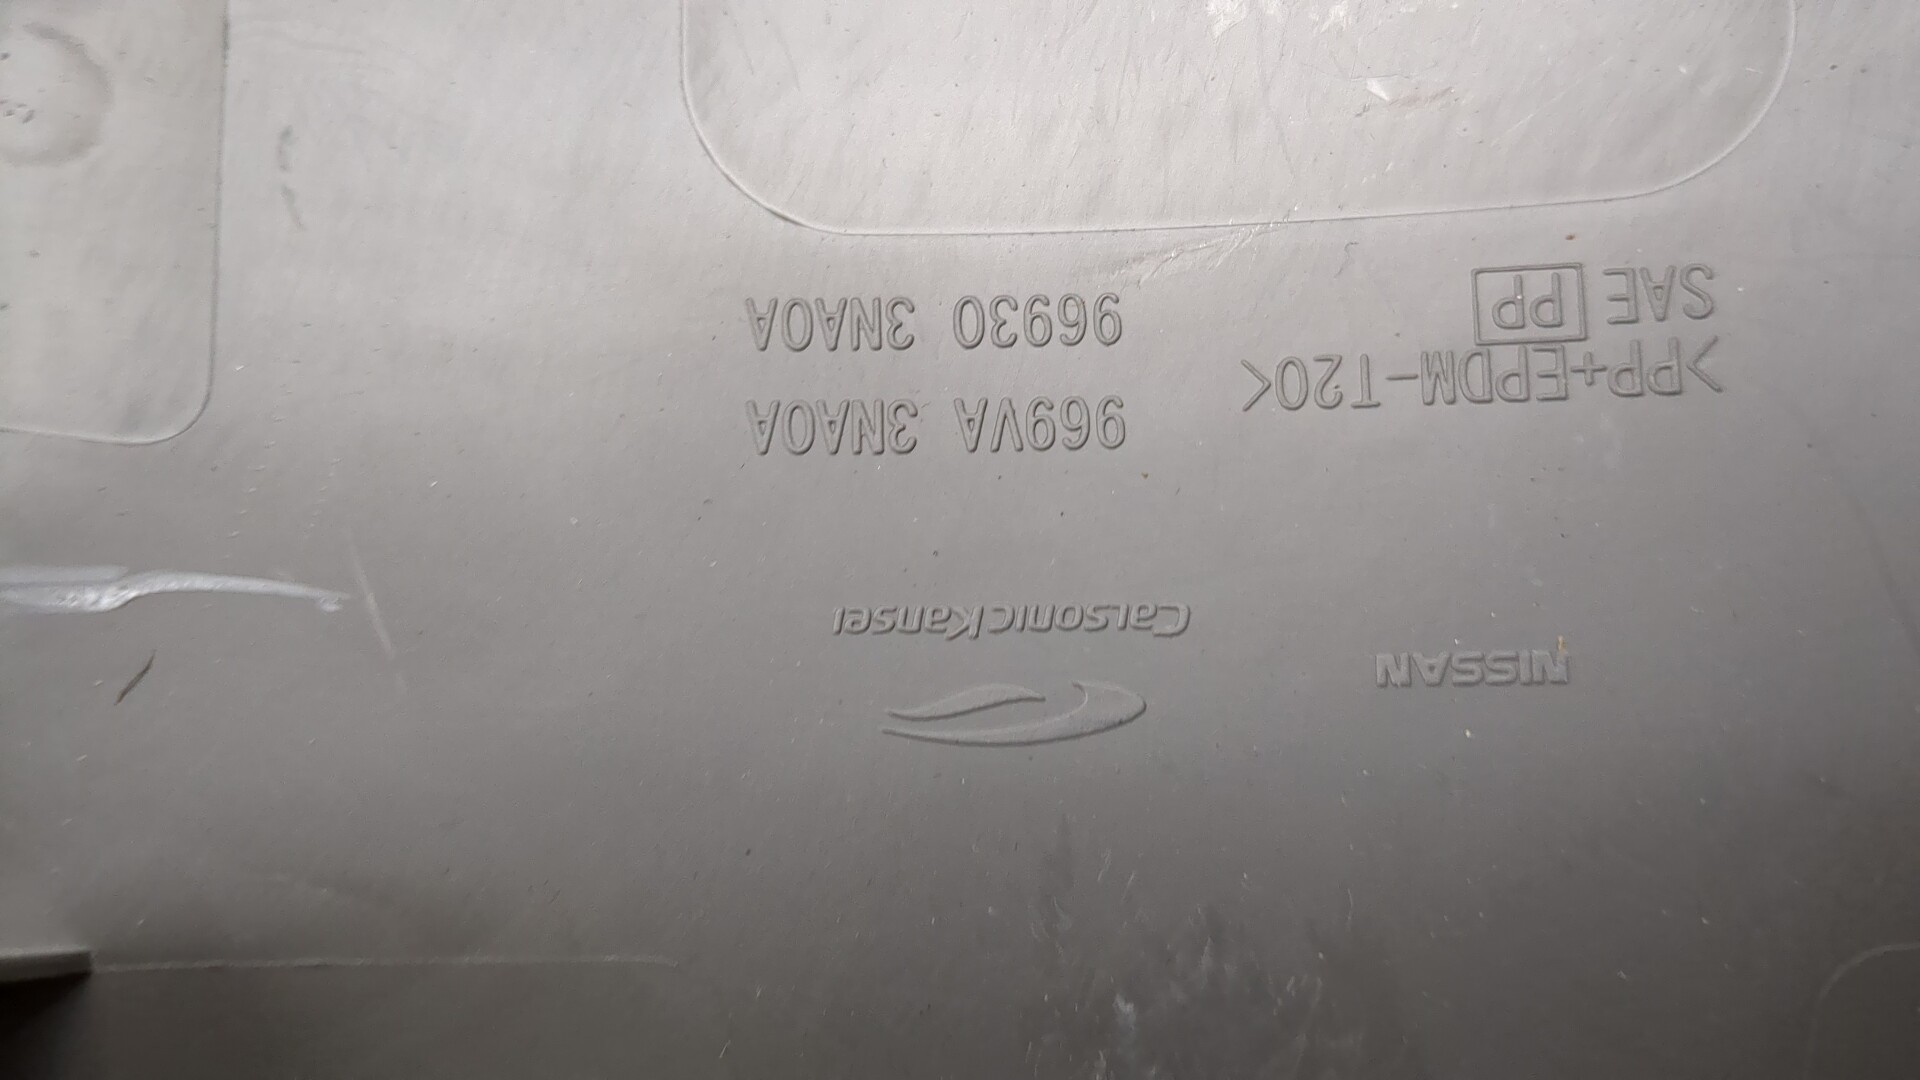 NISSAN
CalsonicKansei
>PP+EPDM-T20<
969VA 3NA0A
SAE PP
96930 3NA0A